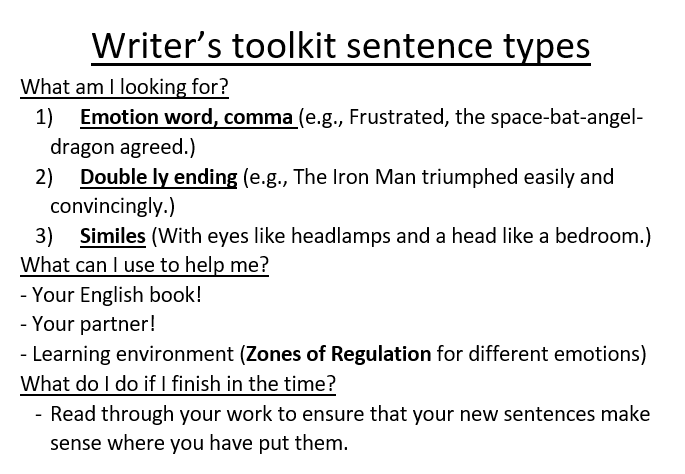 Writer’s toolkit sentence types
What am I looking for?
1) Emotion word, comma (e.g., Frustrated, the space-bat-angel-
dragon agreed.)
2) Double ly ending (e.g., The Iron Man triumphed easily and
convincingly.)
3) Similes (With eyes like headlamps and a head like a bedroom.)
What can I use to help me?
- Your English book!
- Your partner!
- Learning environment (Zones of Regulation for different emotions)
What do I do if I finish in the time?
- Read through your work to ensure that your new sentences make
sense where you have put them.